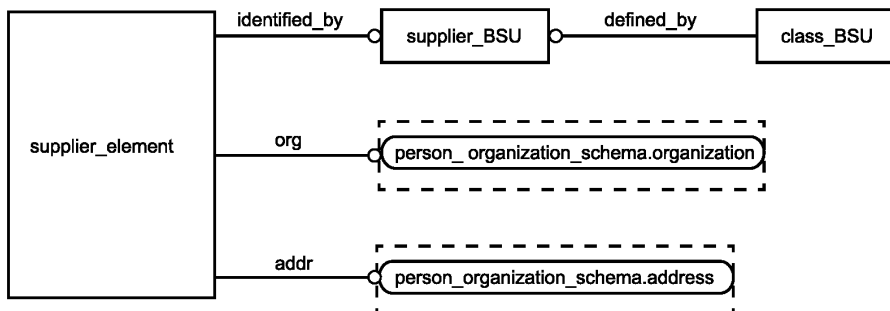 identified_by
supplier_BSU
defined_by
class_BSU
supplier_element
org
person_ organization_schema.organization
addr
person_organization_schema.address